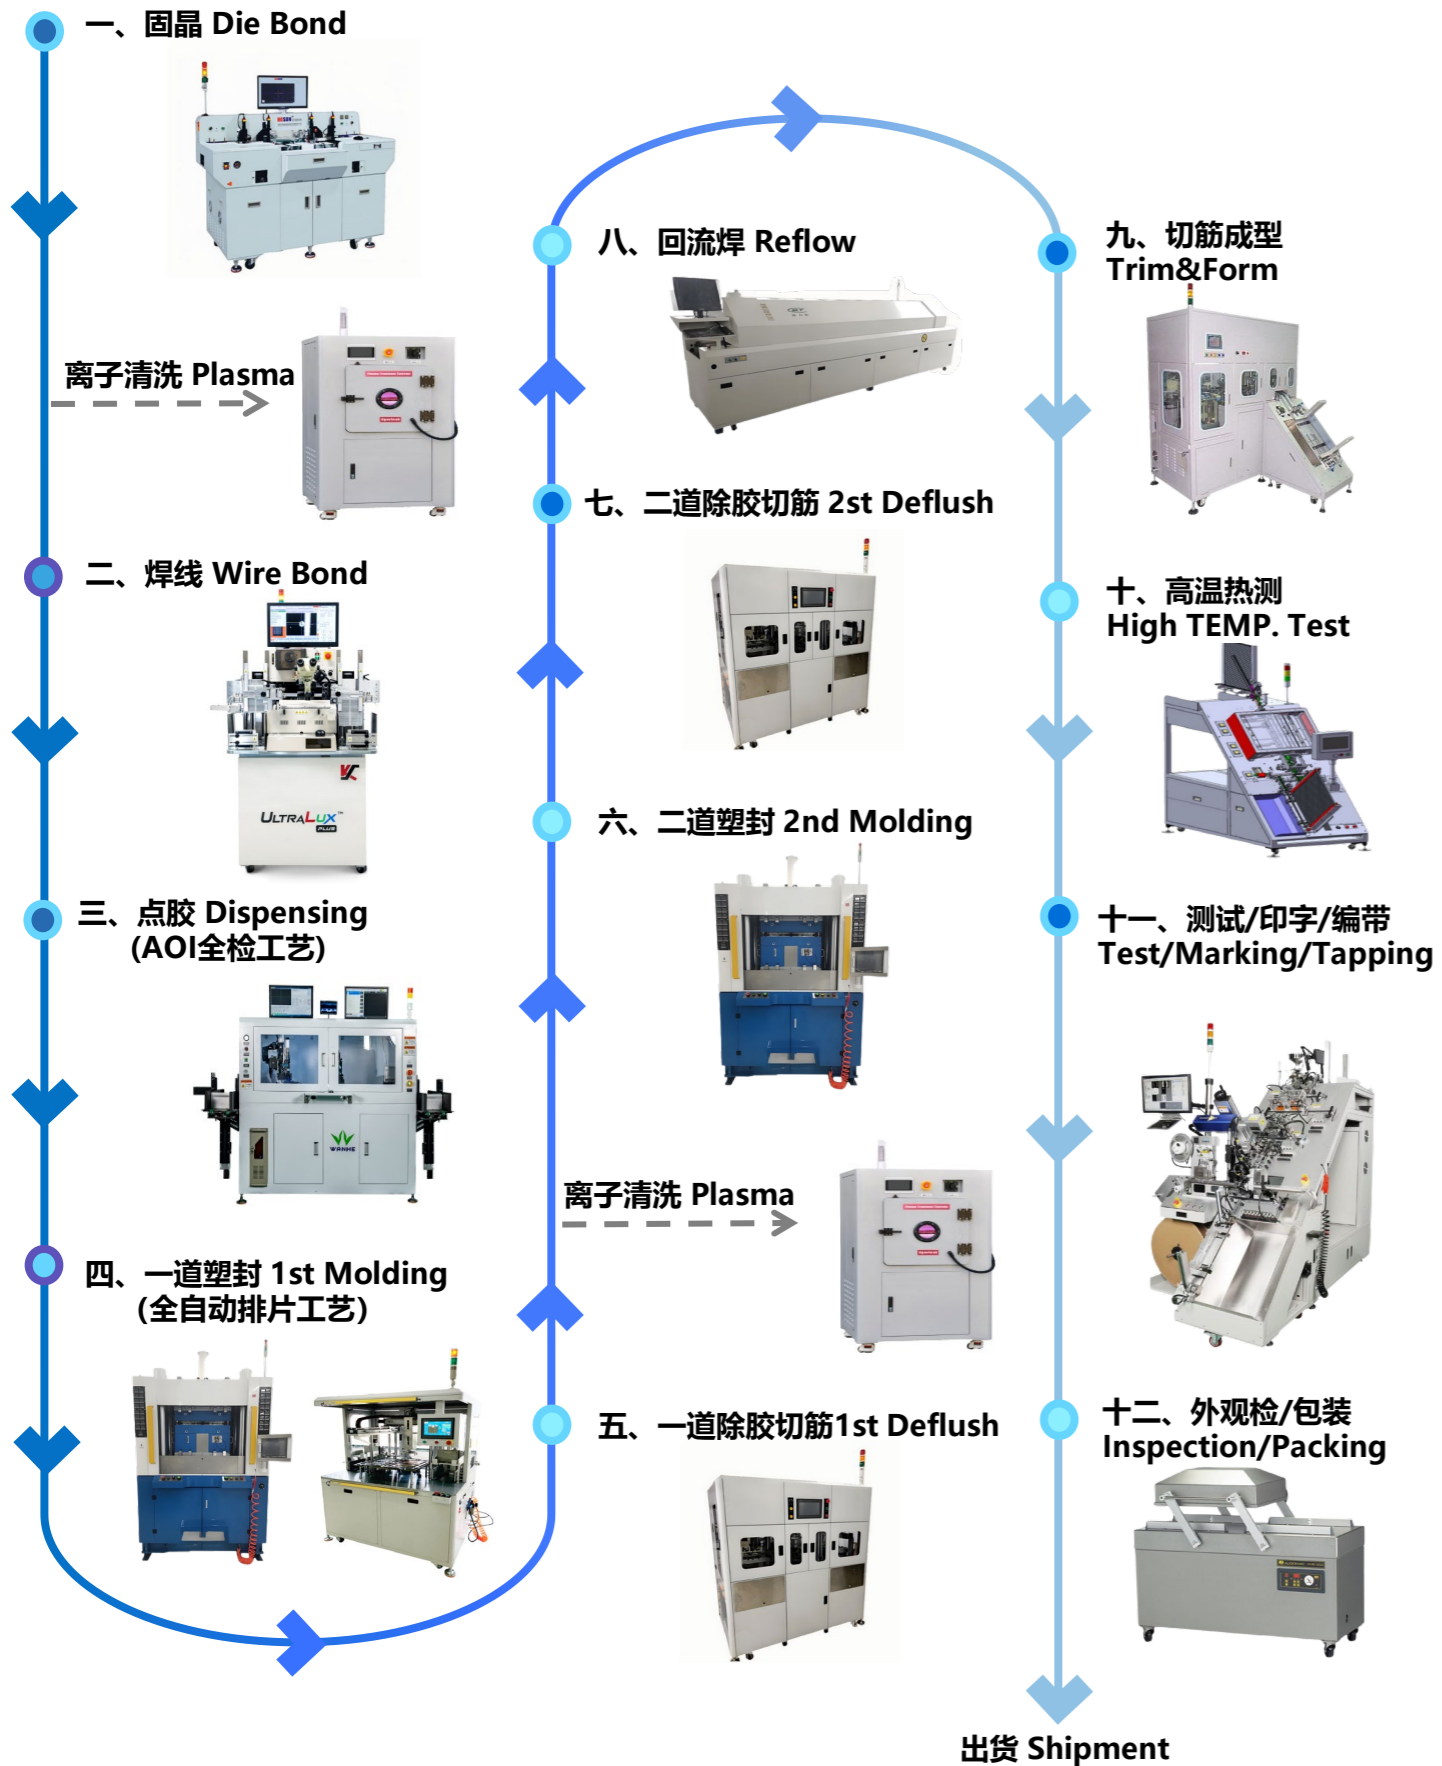 一、固晶 Die Bond
离子清洗 Plasma
二、焊线 Wire Bond
ULTRALUX™
PLUS
三、点胶 Dispensing
(AOI全检工艺)
WANHE
四、一道塑封 1st Molding
(全自动排片工艺)
五、一道除胶切筋1st Deflush
离子清洗 Plasma
六、二道塑封 2nd Molding
七、二道除胶切筋 2st Deflush
八、回流焊 Reflow
九、切筋成型
Trim&Form
十、高温热测
High TEMP. Test
十一、测试/印字/编带
Test/Marking/Tapping
十二、外观检/包装
Inspection/Packing
出货 Shipment